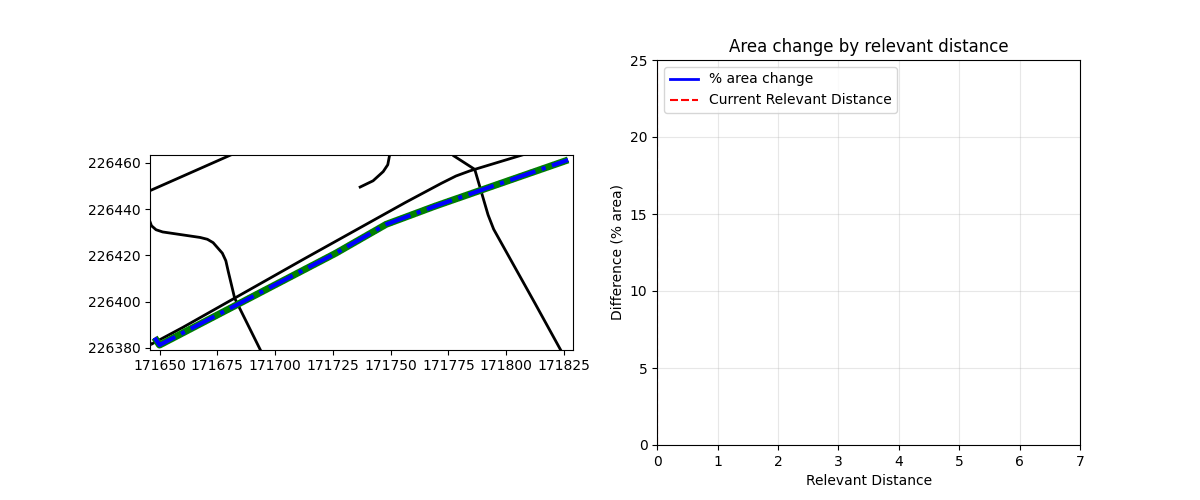 226460
226440
226420
226400
226380
171650 171675 171700 171725 171750 171775 171800 171825
Area change by relevant distance
% area change
Current Relevant Distance
25
20
15
10
5
0
Difference (% area)
0 1 2 3 4 5 6 7
Relevant Distance